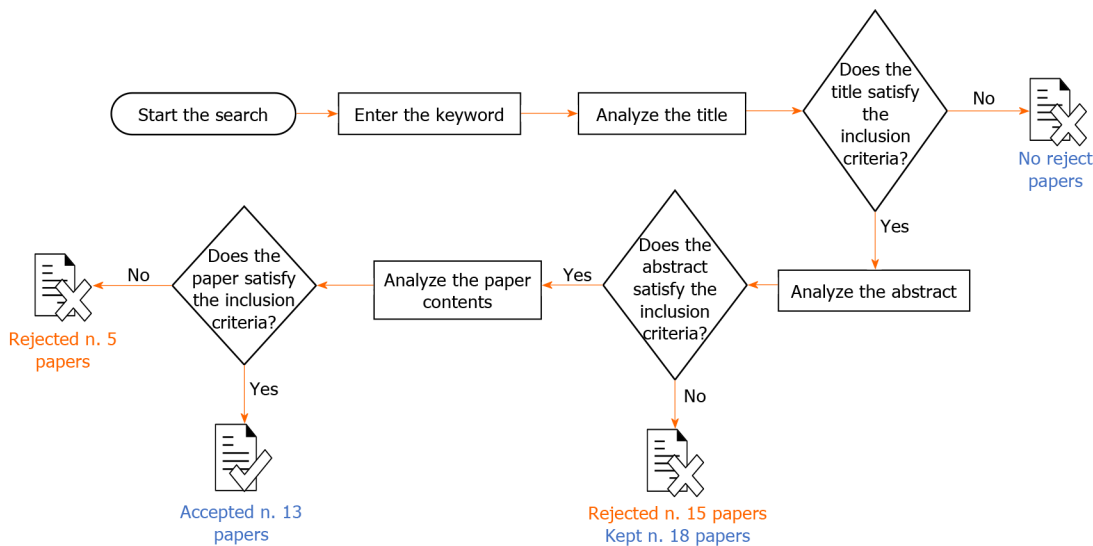 Start the search
Enter the keyword
Analyze the title
Does the
title satisfy
the
inclusion
criteria?
No
No reject
papers
Yes
Analyze the abstract
Does the
abstract
satisfy the
inclusion
criteria?
Yes
No
Rejected n. 15 papers
Kept n. 18 papers
Analyze the paper
contents
Does the
paper satisfy
the inclusion
criteria?
No
Rejected n. 5
papers
Yes
Accepted n. 13
papers